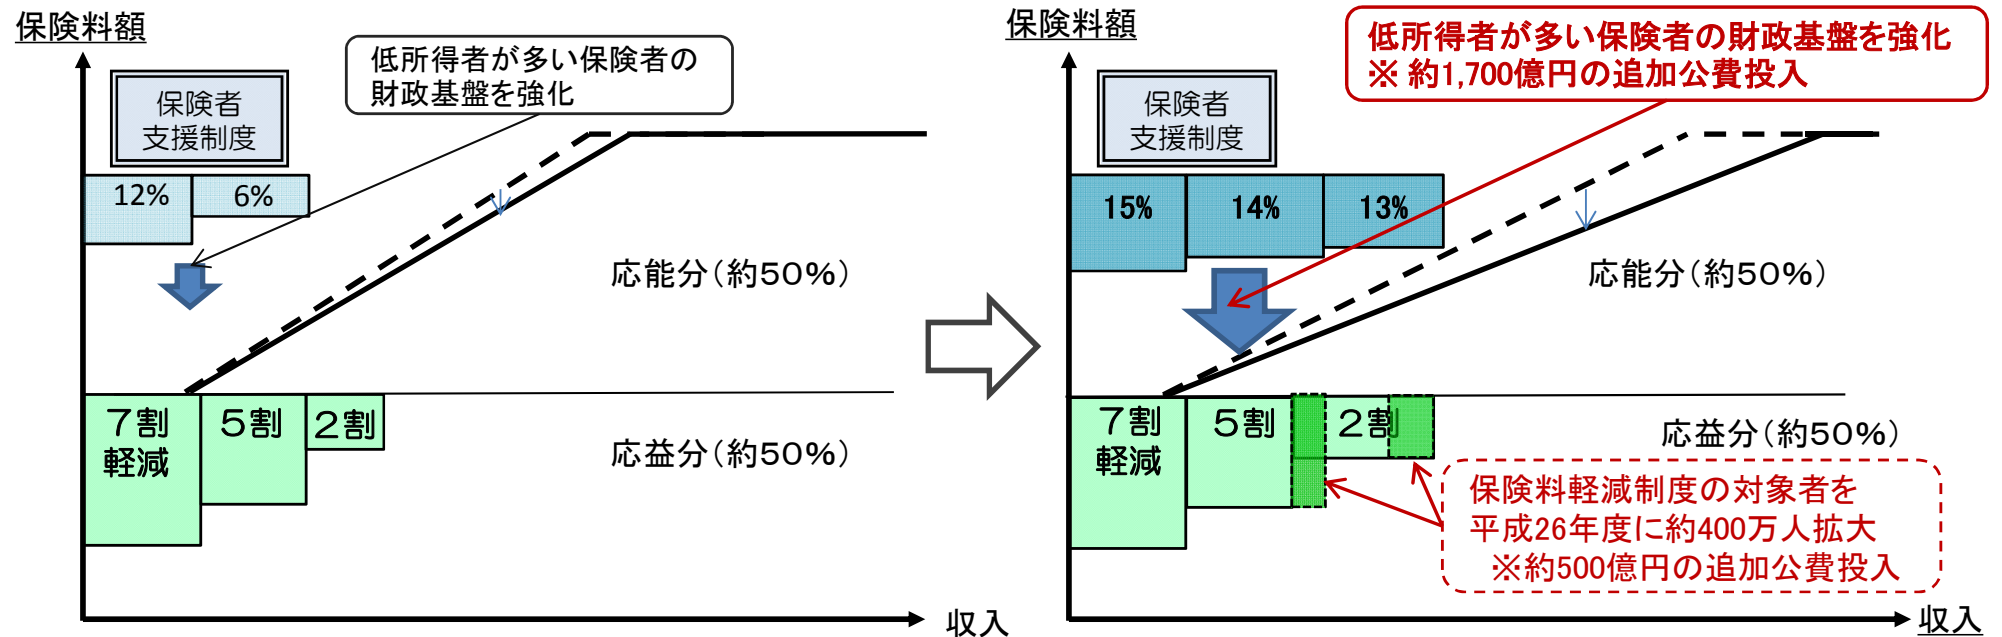 保険料額
低所得者が多い保険者の
財政基盤を強化
保険者
支援制度
12%
6%
応能分(約50%)
7割
軽減
5割
2割
応益分(約50%)
収入
保険料額
低所得者が多い保険者の財政基盤を強化
※ 約1,700億円の追加公費投入
保険者
支援制度
15%
14%
13%
応能分(約50%)
7割
軽減
5割
2割
応益分(約50%)
保険料軽減制度の対象者を
平成26年度に約400万人拡大
※約500億円の追加公費投入
収入